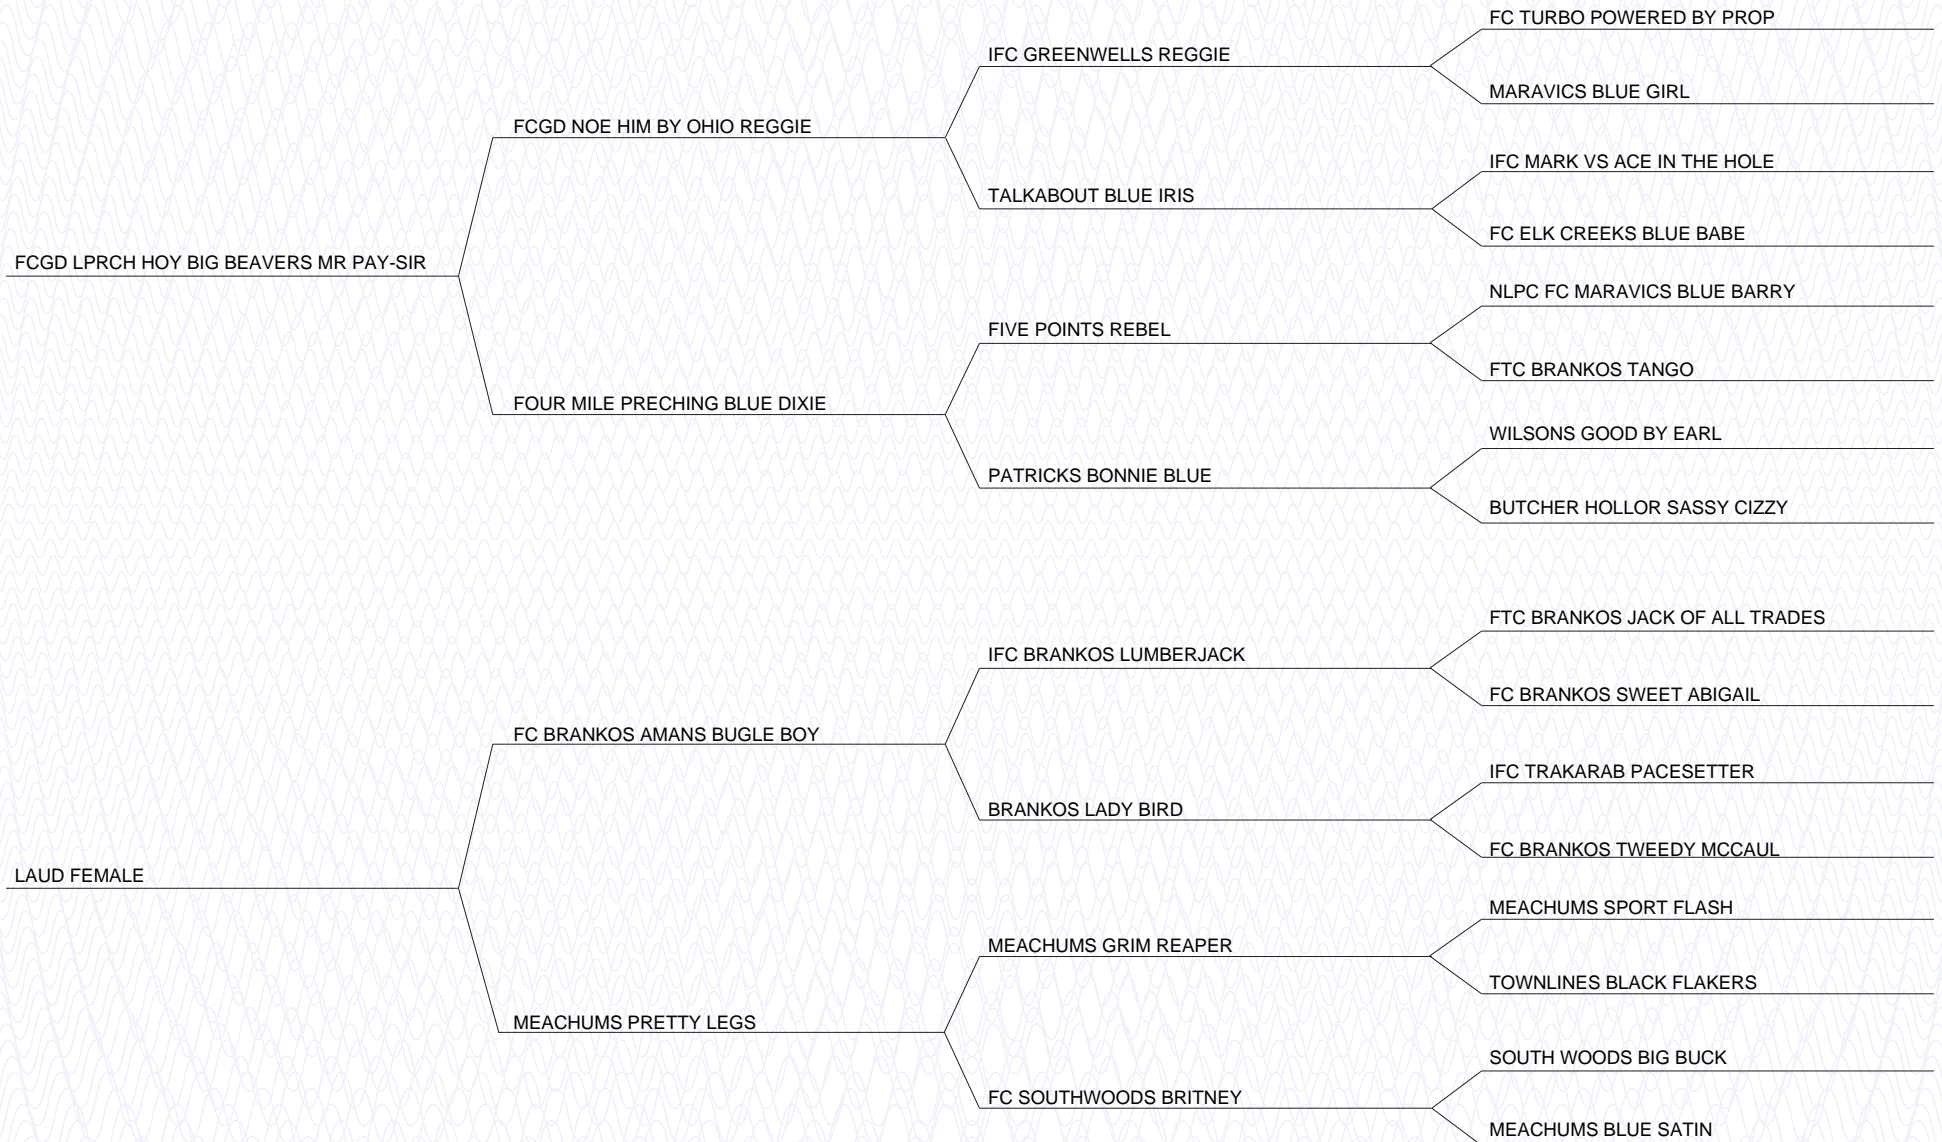 FC TURBO POWERED BY PROP
IFC GREENWELLS REGGIE
MARAVICS BLUE GIRL
FCGD NOE HIM BY OHIO REGGIE
IFC MARK VS ACE IN THE HOLE
TALKABOUT BLUE IRIS
FC ELK CREEKS BLUE BABE
FCGD LPRCH HOY BIG BEAVERS MR PAY-SIR
NLPC FC MARAVICS BLUE BARRY
FIVE POINTS REBEL
FTC BRANKOS TANGO
FOUR MILE PRECHING BLUE DIXIE
WILSONS GOOD BY EARL
PATRICKS BONNIE BLUE
BUTCHER HOLLOR SASSY CIZZY
FTC BRANKOS JACK OF ALL TRADES
IFC BRANKOS LUMBERJACK
FC BRANKOS SWEET ABIGAIL
FC BRANKOS AMANS BUGLE BOY
IFC TRAKARAB PACESETTER
BRANKOS LADY BIRD
FC BRANKOS TWEEDY MCCAUL
LAUD FEMALE
MEACHUMS SPORT FLASH
MEACHUMS GRIM REAPER
TOWNLINES BLACK FLAKERS
MEACHUMS PRETTY LEGS
SOUTH WOODS BIG BUCK
FC SOUTHWOODS BRITNEY
MEACHUMS BLUE SATIN